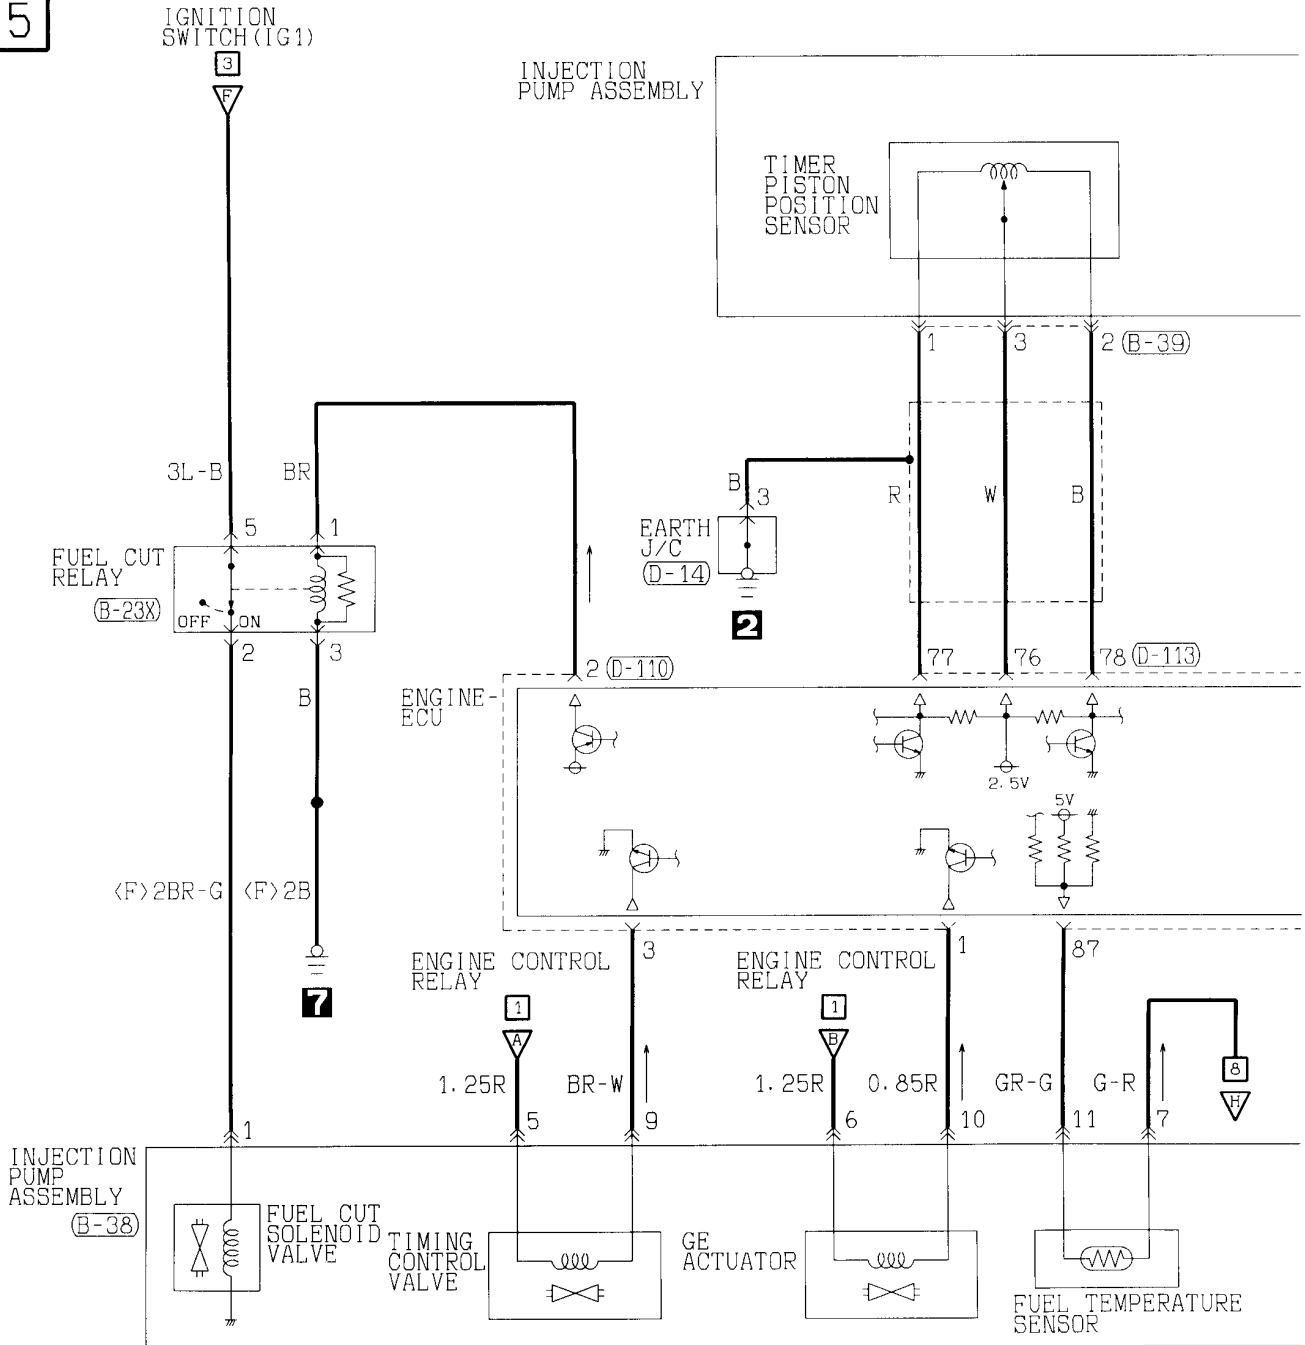 5
IGNITION
SWITCH(IG1)
3
F
INJECTION
PUMP ASSEMBLY
TIMER
PISTON
POSITION
SENSOR
1
3
2 (B-39)
3L-B
BR
B
3
R
W
B
5
1
EARTH
J/C
(D-14)
2
FUEL CUT
RELAY
(B-23X)
OFF
ON
2
3
2 (D-110)
77
76
78 (D-113)
B
ENGINE-
ECU
2.5V
5V
<F>2BR-G
<F>2B
7
3
1
87
ENGINE CONTROL
RELAY
1
A
ENGINE CONTROL
RELAY
1
B
8
H
1.25R
BR-W
1.25R
0.85R
GR-G
G-R
1
5
9
6
10
11
7
INJECTION
PUMP
ASSEMBLY
(B-38)
FUEL CUT
SOLENOID
VALVE
TIMING
CONTROL
VALVE
GE
ACTUATOR
FUEL TEMPERATURE
SENSOR